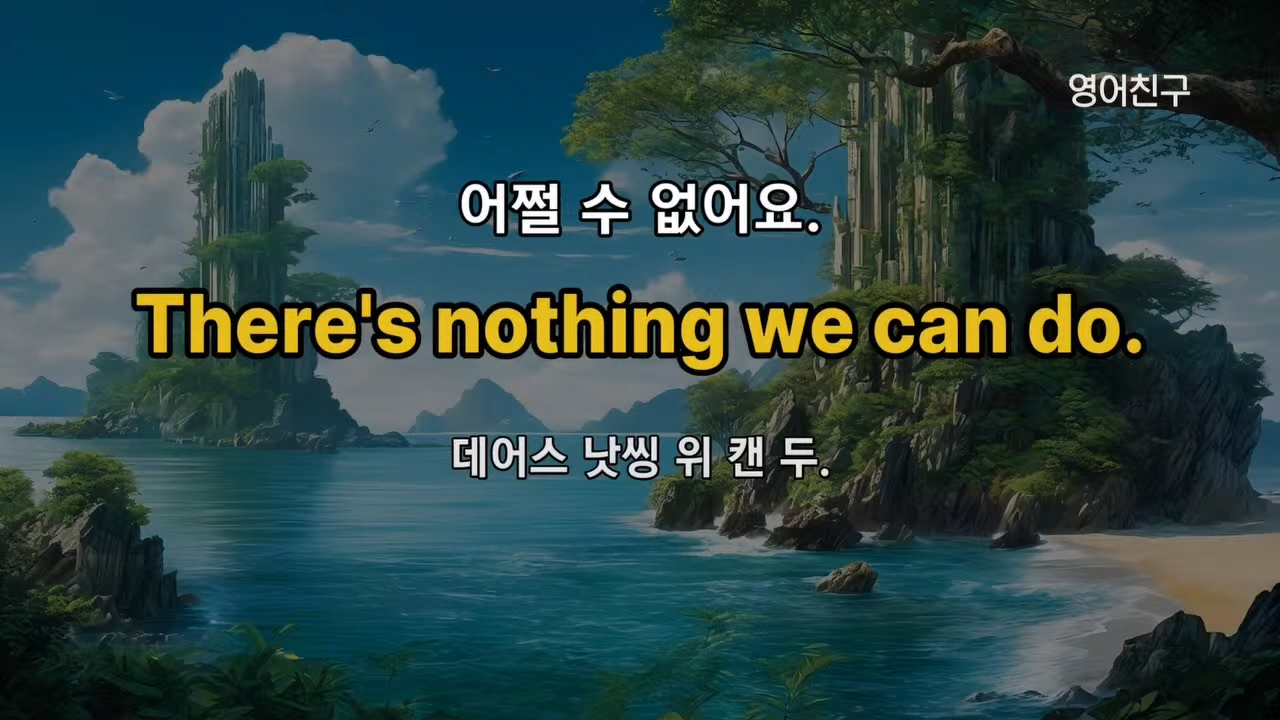 영어친구
어쩔 수 없어요.
There's nothing we can do.
데어스 낫씽 위 캔 두.